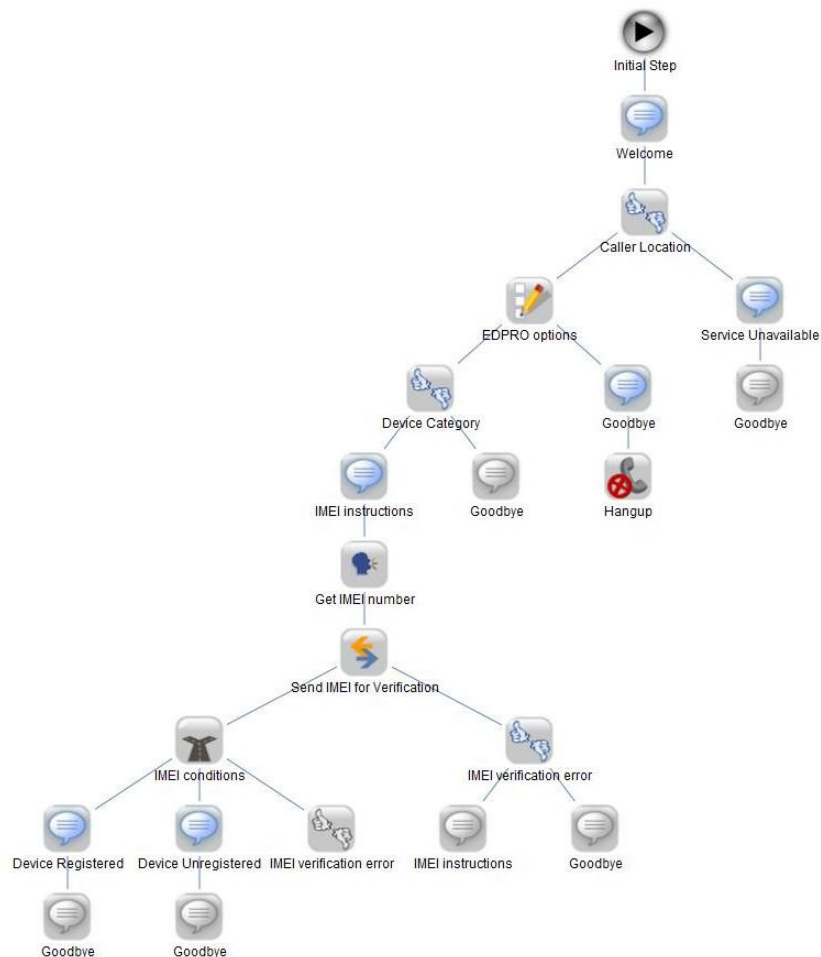 Initial Step
Welcome
Caller Location
EDPRO options
Service Unavailable
Device Category
Goodbye
Goodbye
IMEI instructions
Goodbye
Hangup
Get IMEI number
Send IMEI for Verification
IMEI conditions
IMEI verification error
Device Registered
Device Unregistered
IMEI verification error
IMEI instructions
Goodbye
Goodbye
Goodbye